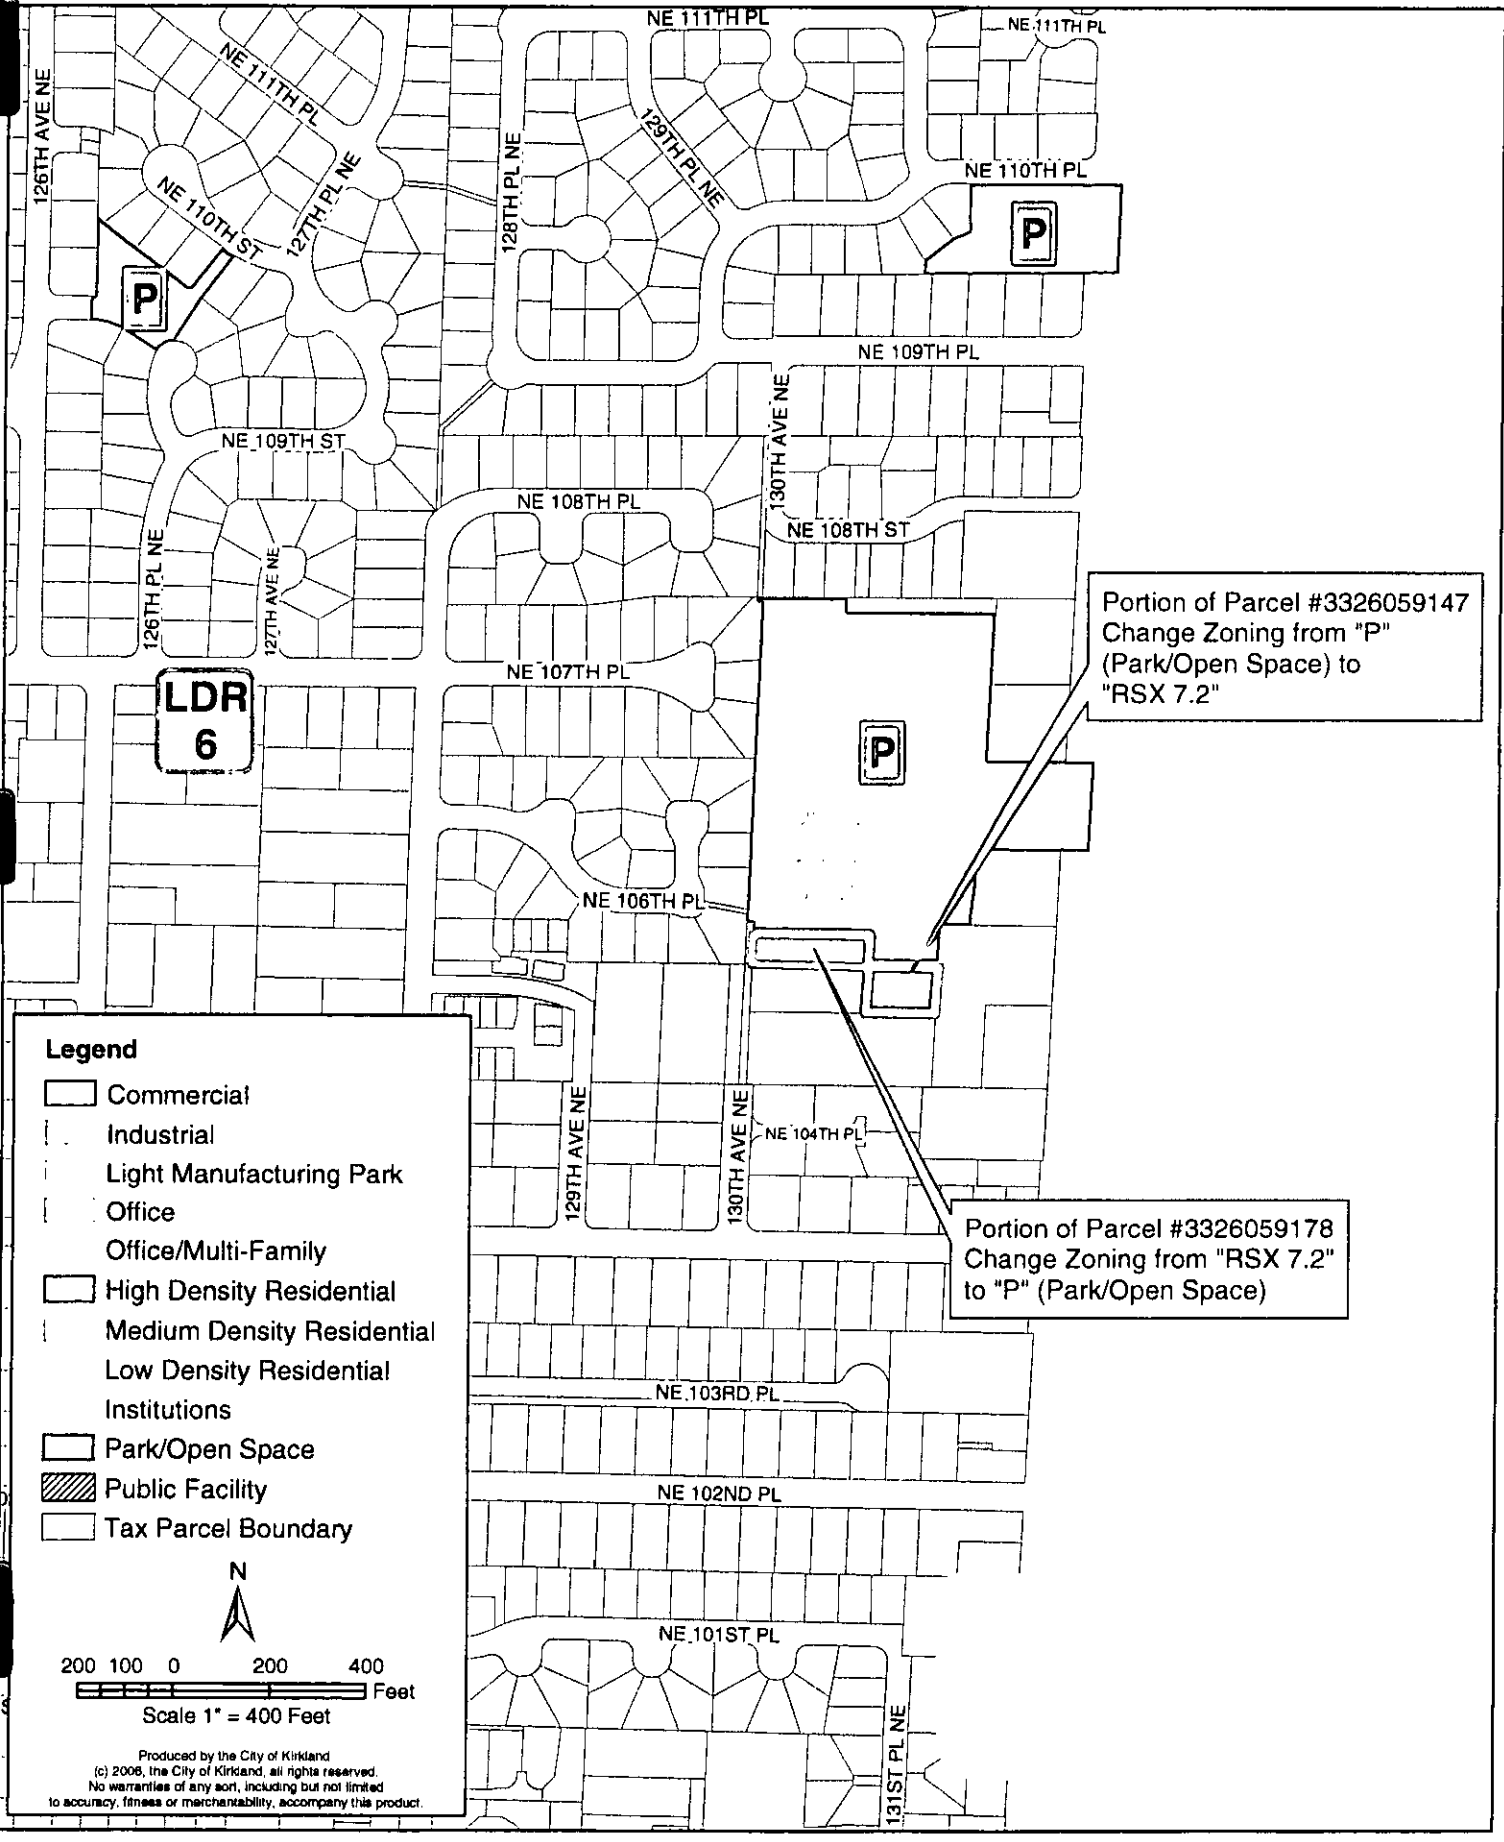 NE 111TH PL
NE 111TH PL
NE 111TH PL
126TH AVE NE
129TH PL NE
128TH PL NE
127TH PL NE
NE 110TH PL
NE 110TH ST
P
P
NE 109TH PL
130TH AVE NE
NE 109TH ST
NE 108TH PL
NE 108TH ST
126TH PL NE
127TH AVE NE
Portion of Parcel #3326059147
Change Zoning from "P"
(Park/Open Space) to
"RSX 7.2"
NE 107TH PL
LDR
6
P
NE 106TH PL
129TH AVE NE
130TH AVE NE
NE 104TH PL
Portion of Parcel #3326059178
Change Zoning from "RSX 7.2"
to "P" (Park/Open Space)
NE 103RD PL
NE 102ND PL
NE 101ST PL
131ST PL NE
Legend
Commercial
Industrial
Light Manufacturing Park
Office
Office/Multi-Family
High Density Residential
Medium Density Residential
Low Density Residential
Institutions
Park/Open Space
Public Facility
Tax Parcel Boundary
N
200 100 0 200 400
Feet
Scale 1" = 400 Feet
Produced by the City of Kirkland
(c) 2006, the City of Kirkland, all rights reserved.
No warranties of any sort, including but not limited
to accuracy, fitness or merchantability, accompany this product.